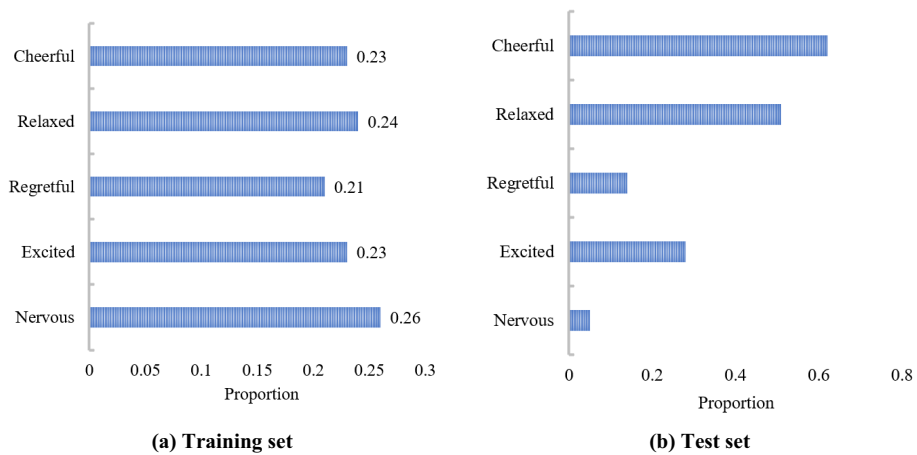 Cheerful
0.23
Relaxed
0.24
Regretful
0.21
Excited
0.23
Nervous
0.26
0 0.05 0.1 0.15 0.2 0.25 0.3
Proportion
(a) Training set
Cheerful
Relaxed
Regretful
Excited
Nervous
0 0.2 0.4 0.6 0.8
Proportion
(b) Test set